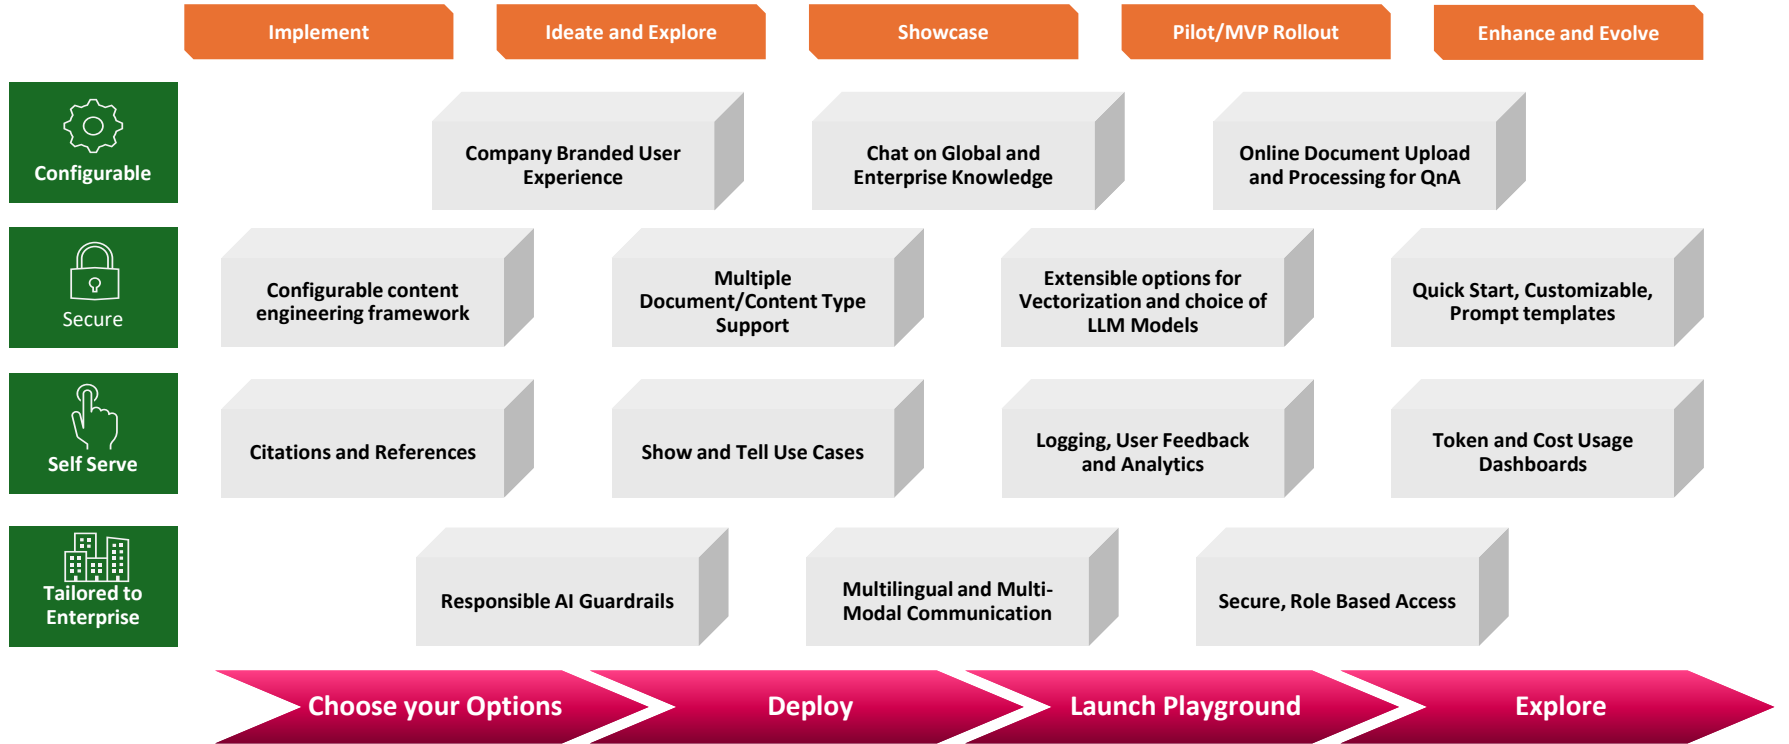 Implement
Ideate and Explore
Showcase
Pilot/MVP Rollout
Enhance and Evolve
Configurable
Company Branded User
Experience
Chat on Global and
Enterprise Knowledge
Online Document Upload
and Processing for QnA
Secure
Configurable content
engineering framework
Multiple
Document/Content Type
Support
Extensible options for
Vectorization and choice of
LLM Models
Quick Start, Customizable,
Prompt templates
Self Serve
Citations and References
Show and Tell Use Cases
Logging, User Feedback
and Analytics
Token and Cost Usage
Dashboards
Tailored to
Enterprise
Responsible AI Guardrails
Multilingual and Multi-
Modal Communication
Secure, Role Based Access
Choose your Options
Deploy
Launch Playground
Explore